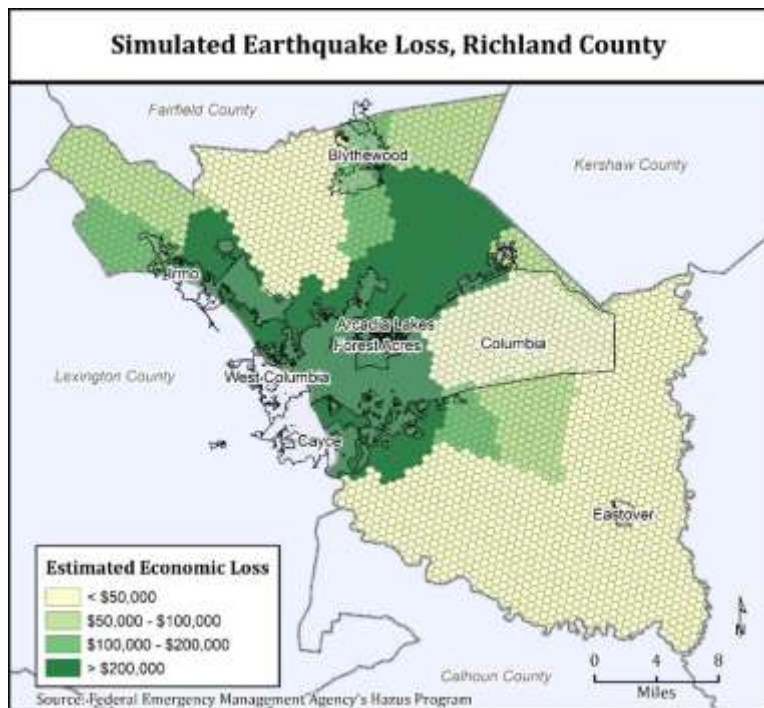 Simulated Earthquake Loss, Richland County
Fairfield County
Blythewood
Kershaw County
Irmo
Arcadia Lakes
Forest Acres
Columbia
Lexington County
West Columbia
Cayce
Eastover
Estimated Economic Loss
< $50,000
$50,000 - $100,000
$100,000 - $200,000
> $200,000
Calhoun County
N
0 4 8
Miles
Source: Federal Emergency Management Agency's Hazus Program